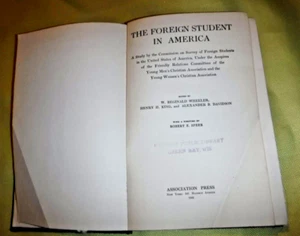 THE FOREIGN STUDENT
IN AMERICA
A Study by the Commission on Survey of Foreign Students
in the United States of America, Under the Auspices
of the Friendly Relations Committees of the
Young Men's Christian Association and the
Young Women's Christian Association
EDITED BY
W. REGINALD WHEELER,
HENRY H. KING, AND ALEXANDER B. DAVIDSON
WITH A FOREWORD BY
ROBERT E. SPEER
ASSOCIATION PRESS